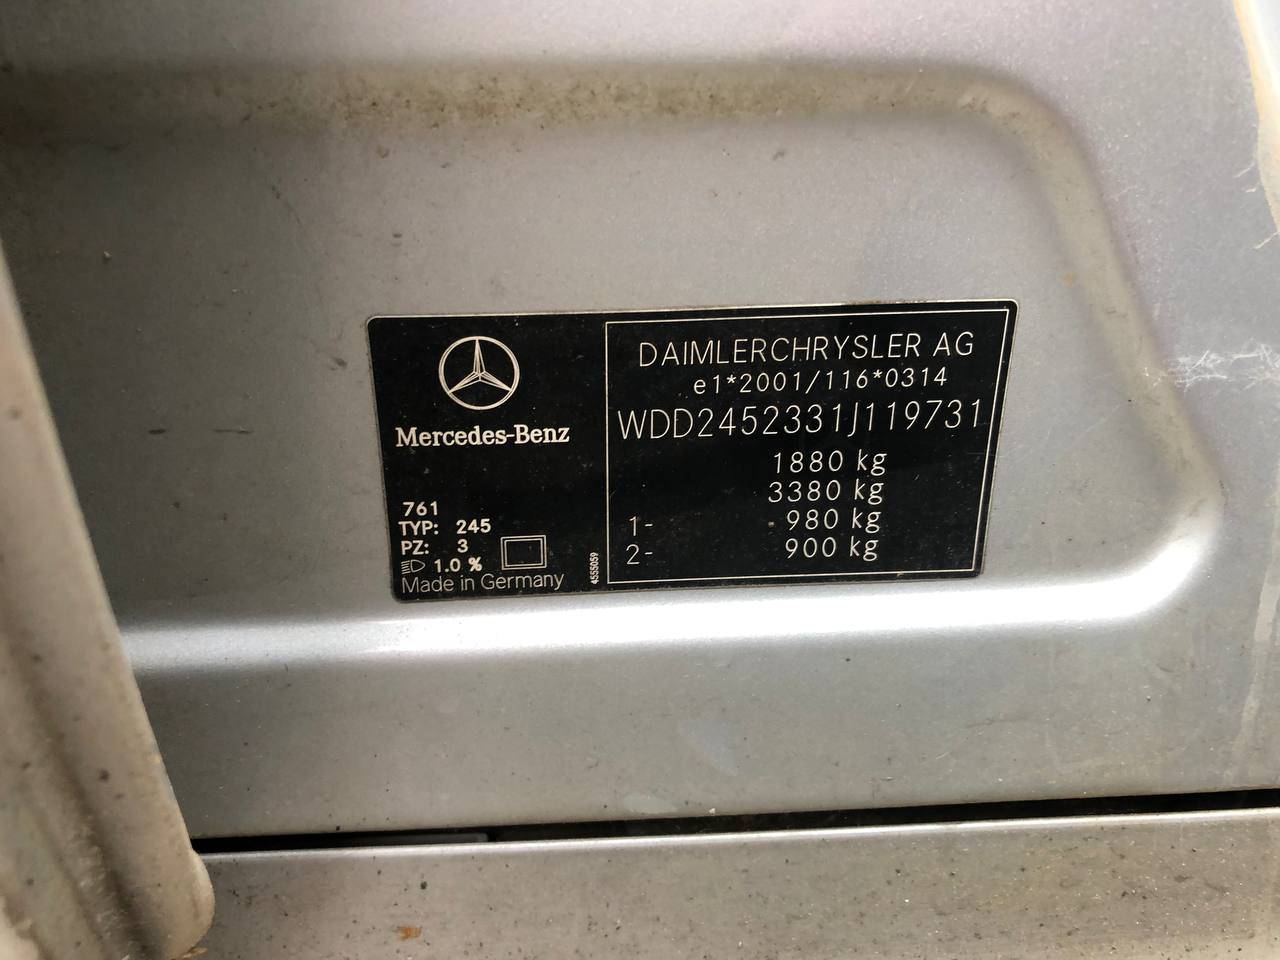 Mercedes-Benz
761
TYP: 245
PZ: 3
1.0 %
Made in Germany
4555059
DAIMLERCHRYSLER AG
e1*2001/116*0314
WDD2452331J119731
1880 kg
3380 kg
1- 980 kg
2- 900 kg